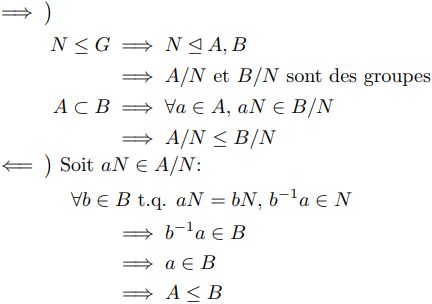 ⟹ )
N ≤ G ⟹ N ⊴ A, B
⟹ A/N et B/N sont des groupes
A ⊂ B ⟹ ∀a ∈ A, aN ∈ B/N
⟹ A/N ≤ B/N
⟸ ) Soit aN ∈ A/N:
∀b ∈ B t.q. aN = bN, b⁻¹a ∈ N
⟹ b⁻¹a ∈ B
⟹ a ∈ B
⟹ A ≤ B